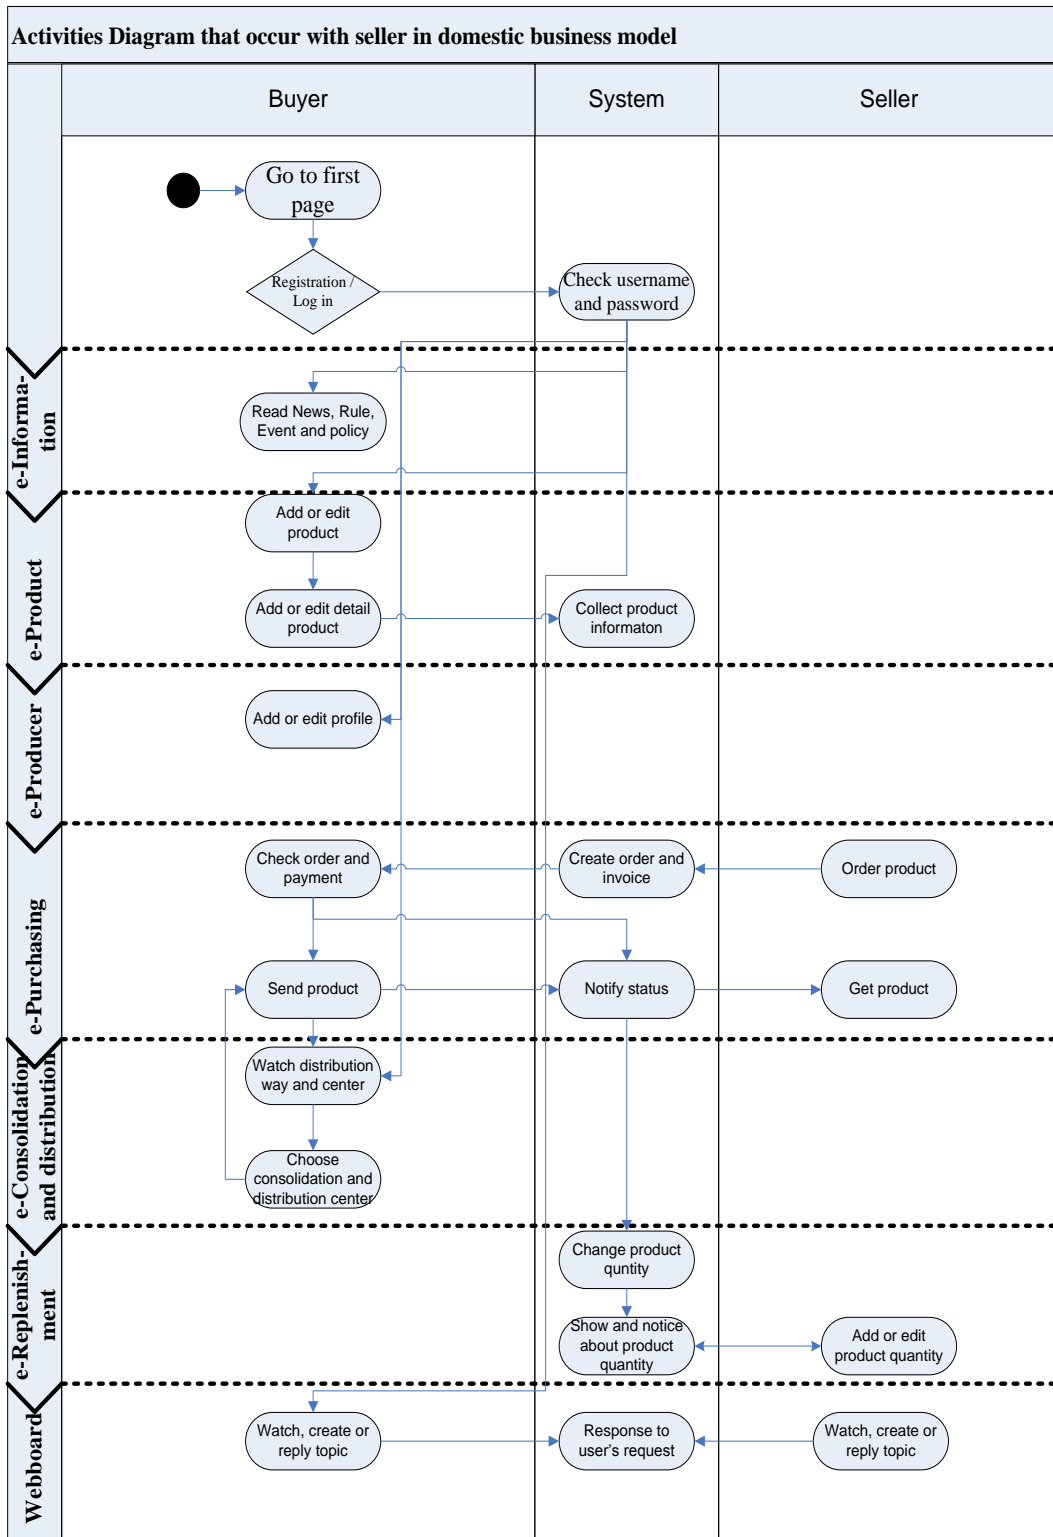 Activities Diagram that occur with seller in domestic business model
Buyer
System
Seller
Go to first
page
Registration /
Log in
Check username
and password
e-Informa-
tion
Read News, Rule,
Event and policy
e-Product
Add or edit
product
Add or edit detail
product
Collect product
informaton
e-Producer
Add or edit profile
e-Purchasing
Check order and
payment
Create order and
invoice
Order product
Send product
Notify status
Get product
e-Consolidation
and distribution
Watch distribution
way and center
Choose
consolidation and
distribution center
e-Replenish-
ment
Change product
quntity
Show and notice
about product
quantity
Add or edit
product quantity
Webboard
Watch, create or
reply topic
Response to
user's request
Watch, create or
reply topic